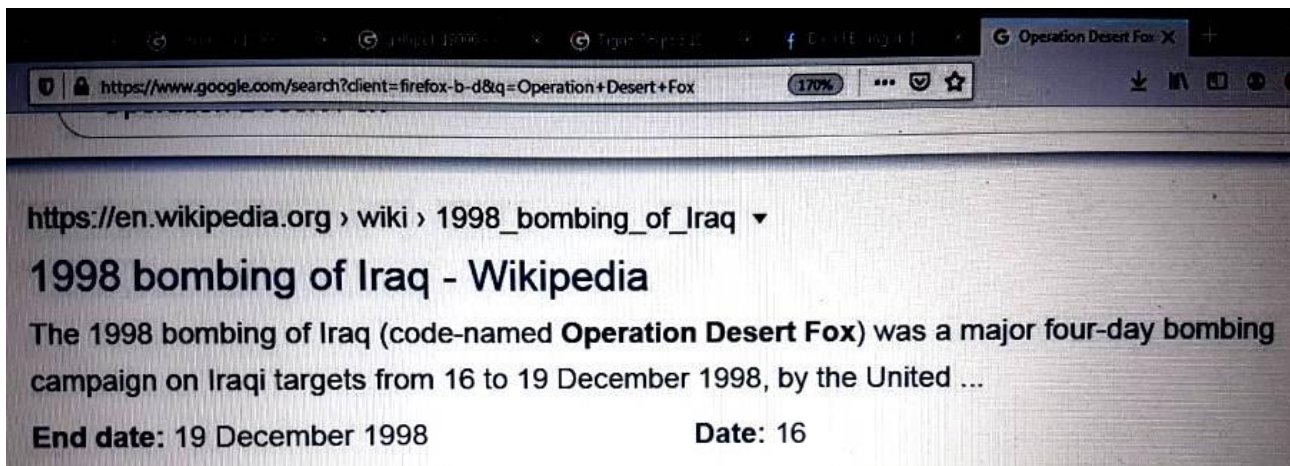 Operation Desert Fox
https://www.google.com/search?client=firefox-b-d&q=Operation+Desert+Fox 170%
https://en.wikipedia.org › wiki › 1998_bombing_of_Iraq
1998 bombing of Iraq - Wikipedia
The 1998 bombing of Iraq (code-named Operation Desert Fox) was a major four-day bombing
campaign on Iraqi targets from 16 to 19 December 1998, by the United ...
End date: 19 December 1998 Date: 16